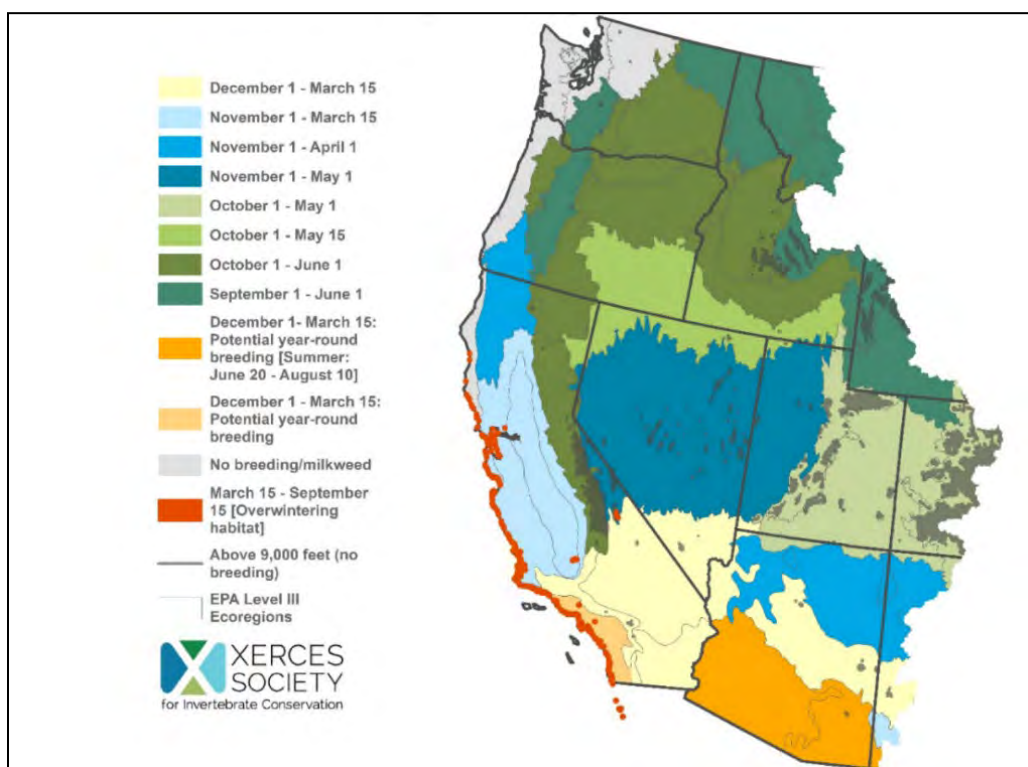 December 1 - March 15
November 1 - March 15
November 1 - April 1
November 1 - May 1
October 1 - May 1
October 1 - May 15
October 1 - June 1
September 1 - June 1
December 1- March 15:
Potential year-round
breeding [Summer:
June 20 - August 10]
December 1 - March 15:
Potential year-round
breeding
No breeding/milkweed
March 15 - September
15 [Overwintering
habitat]
Above 9,000 feet (no
breeding)
EPA Level III
Ecoregions
XERCES
SOCIETY
for Invertebrate Conservation